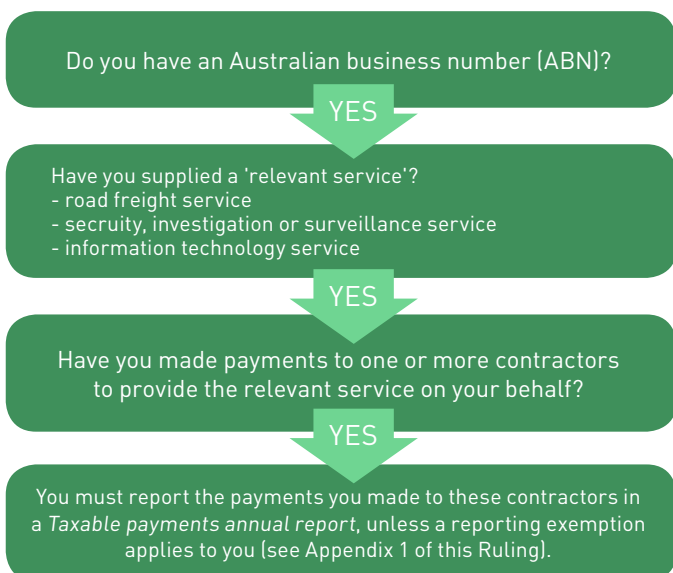 Do you have an Australian business number (ABN)?
YES
Have you supplied a 'relevant service'?
- road freight service
- secruity, investigation or surveillance service
- information technology service
YES
Have you made payments to one or more contractors
to provide the relevant service on your behalf?
YES
You must report the payments you made to these contractors in
a Taxable payments annual report, unless a reporting exemption
applies to you (see Appendix 1 of this Ruling).